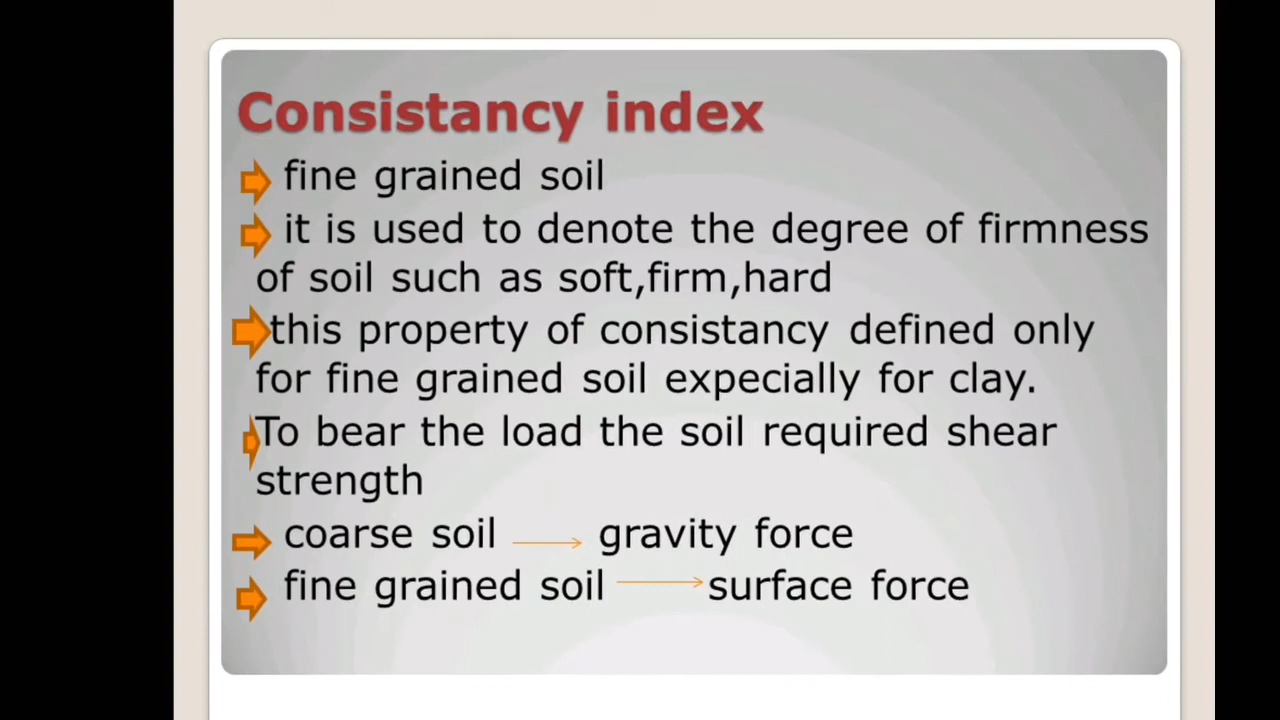 Consistancy index
fine grained soil
it is used to denote the degree of firmness
of soil such as soft,firm,hard
this property of consistancy defined only
for fine grained soil expecially for clay.
To bear the load the soil required shear
strength
coarse soil → gravity force
fine grained soil → surface force